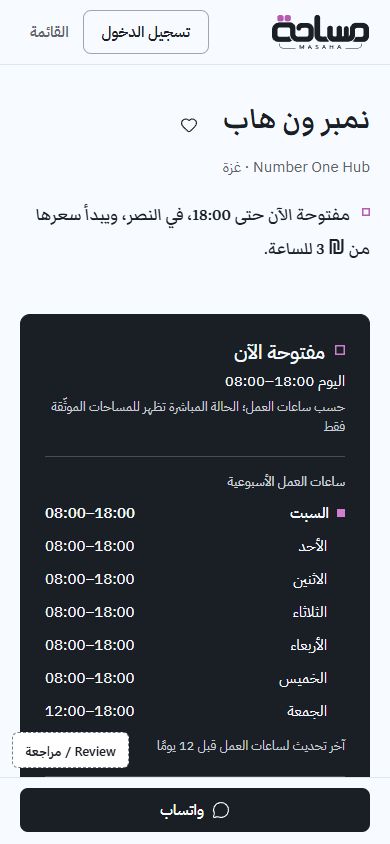 مساحة
MASAHA
تسجيل الدخول
القائمة
نمبر ون هاب
Number One Hub · غزة
مفتوحة الآن حتى 18:00، في النصر، ويبدأ سعرها
من ₪ 3 للساعة.
مفتوحة الآن
اليوم 08:00–18:00
حسب ساعات العمل؛ الحالة المباشرة تظهر للمساحات الموثّقة
فقط
ساعات العمل الأسبوعية
السبت 08:00–18:00
الأحد 08:00–18:00
الاثنين 08:00–18:00
الثلاثاء 08:00–18:00
الأربعاء 08:00–18:00
الخميس 08:00–18:00
الجمعة 12:00–18:00
آخر تحديث لساعات العمل قبل 12 يومًا
Review / مراجعة
واتساب